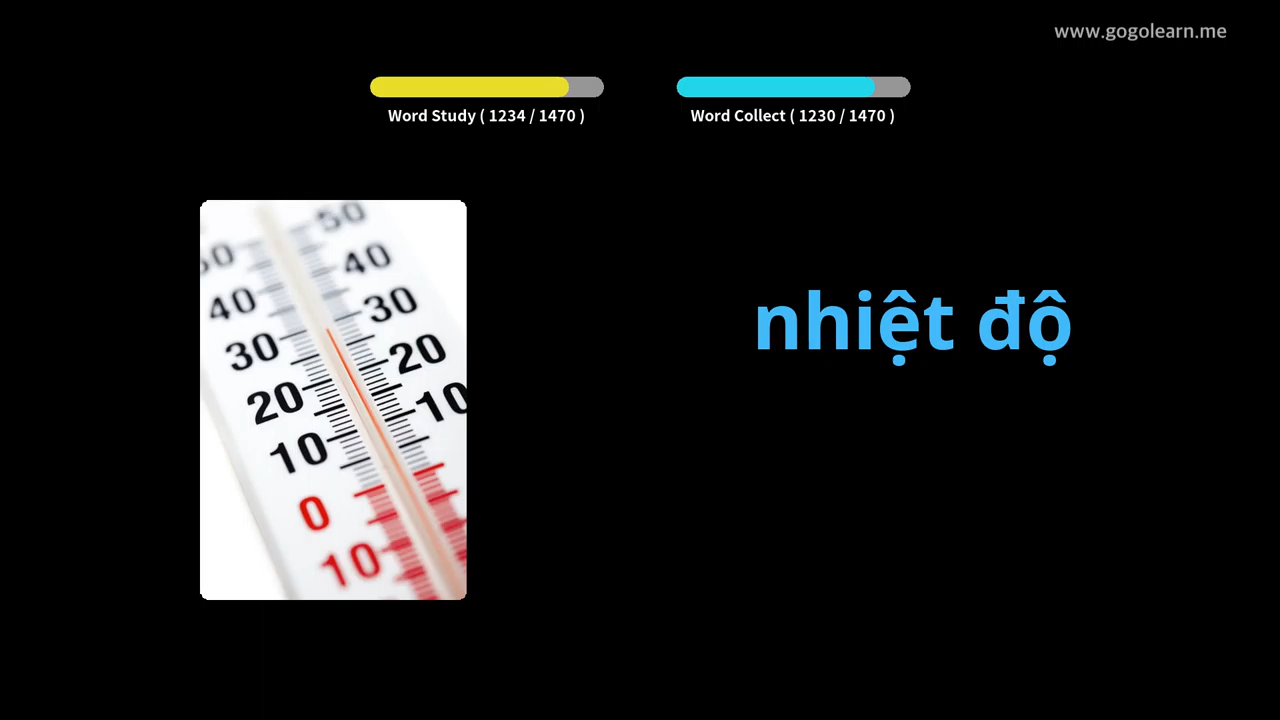 www.gogolearn.me
Word Study ( 1234 / 1470 )
Word Collect ( 1230 / 1470 )
50
40 40
30 30
20 20
10 10
0
10
nhiệt độ